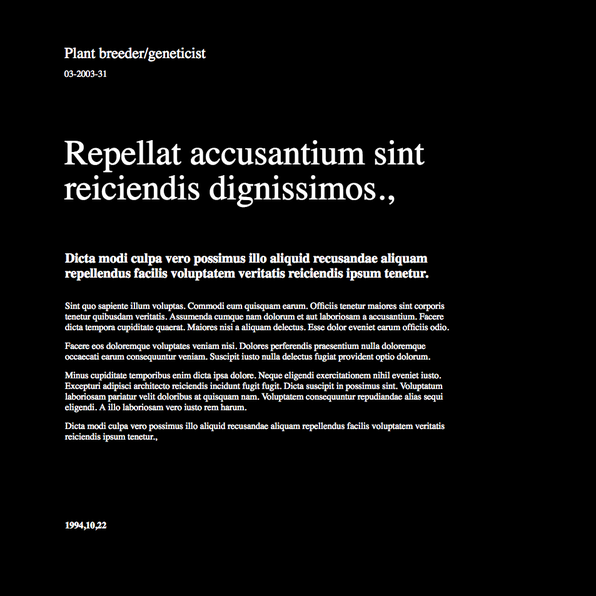 Plant breeder/geneticist
03-2003-31
Repellat accusantium sint
reiciendis dignissimos.,
Dicta modi culpa vero possimus illo aliquid recusandae aliquam
repellendus facilis voluptatem veritatis reiciendis ipsum tenetur.
Sint quo sapiente illum voluptas. Commodi eum quisquam earum. Officiis tenetur maiores sint corporis
tenetur quibusdam veritatis. Assumenda cumque nam dolorum et aut laboriosam a accusantium. Facere
dicta tempora cupiditate quaerat. Maiores nisi a aliquam delectus. Esse dolor eveniet earum officiis odio.
Facere eos doloremque voluptates veniam nisi. Dolores perferendis praesentium nulla doloremque
occaecati earum consequuntur veniam. Suscipit iusto nulla delectus fugiat provident optio dolorum.
Minus cupiditate temporibus enim dicta ipsa dolore. Neque eligendi exercitationem nihil eveniet iusto.
Excepturi adipisci architecto reiciendis incidunt fugit fugit. Dicta suscipit in possimus sint. Voluptatum
laboriosam pariatur velit doloribus at quisquam nam. Voluptatem consequuntur repudiandae alias sequi
eligendi. A illo laboriosam vero iusto rem harum.
Dicta modi culpa vero possimus illo aliquid recusandae aliquam repellendus facilis voluptatem veritatis
reiciendis ipsum tenetur.,
1994,10,22